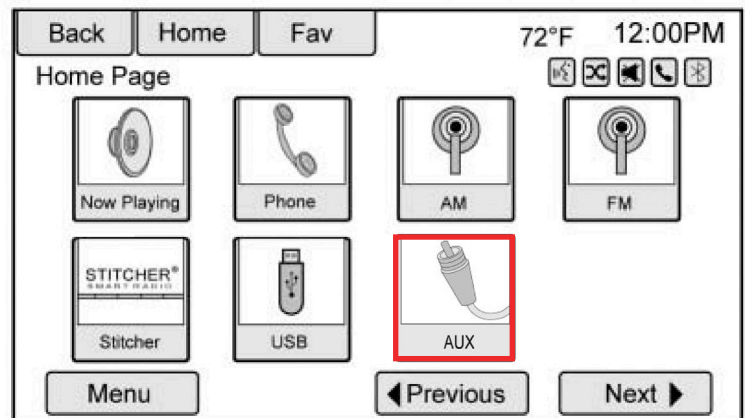 Back Home Fav 72°F 12:00PM
Home Page
Now Playing Phone AM FM
STITCHER®
SMART RADIO
Stitcher USB AUX
Menu Previous Next